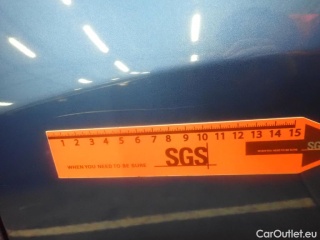 1 2 3 4 5 6 7 8 9 10 11 12 13 14 15
WHEN YOU NEED TO BE SURE SGS
SG
CarOutlet.eu